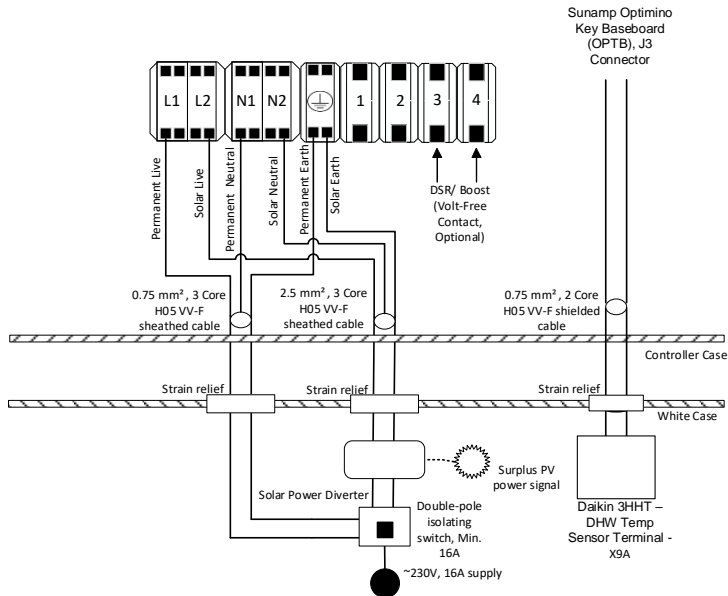 Sunamp Optimino
Key Baseboard
(OPTB), J3
Connector
L1 L2 N1 N2 1 2 3 4
Permanent Live
Solar Live
Permanent Neutral
Solar Neutral
Permanent Earth
Solar Earth
DSR/ Boost
(Volt-Free
Contact,
Optional)
0.75 mm², 3 Core
H05 VV-F
sheathed cable
2.5 mm², 3 Core
H05 VV-F
sheathed cable
0.75 mm², 2 Core
H05 VV-F shielded
cable
Controller Case
Strain relief
Strain relief
Strain relief
White Case
Surplus PV
power signal
Solar Power Diverter
Double-pole
isolating
switch, Min.
16A
~230V, 16A supply
Daikin 3HHT –
DHW Temp
Sensor Terminal -
X9A